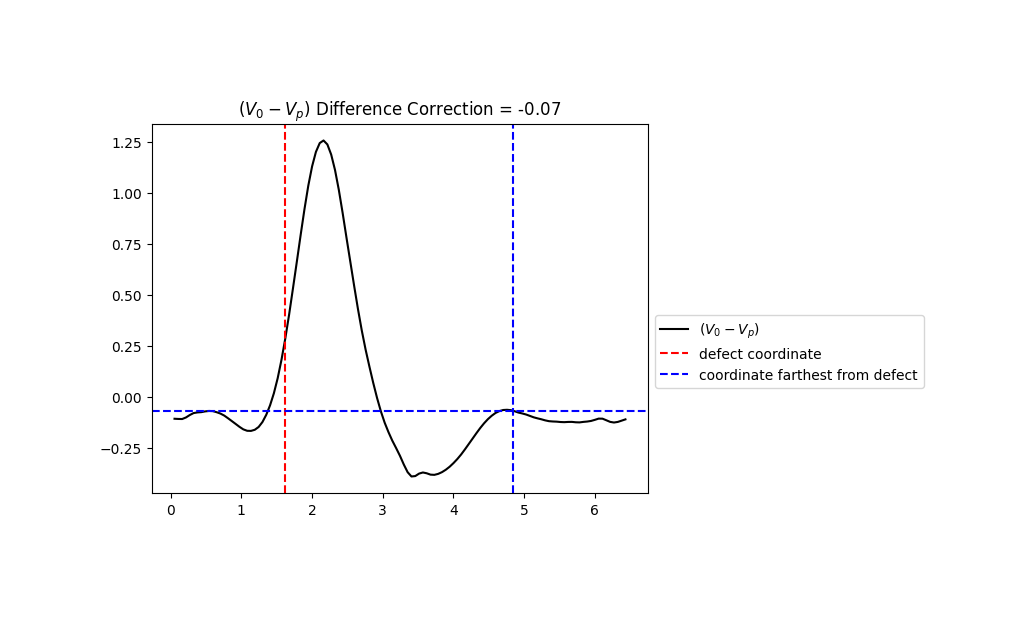 (V₀ − Vₚ) Difference Correction = -0.07
1.25
1.00
0.75
0.50
0.25
0.00
−0.25
0 1 2 3 4 5 6
(V₀ − Vₚ)
defect coordinate
coordinate farthest from defect